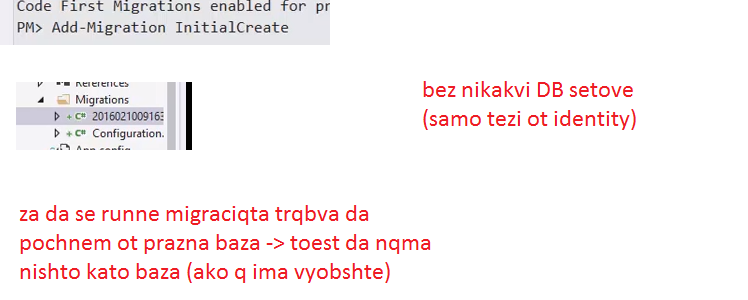 Code First Migrations enabled for
PM> Add-Migration InitialCreate
References
Migrations
C# 2016021009163
C# Configuration.
App.config
bez nikakvi DB setove
(samo tezi ot identity)
za da se runne migraciqta trqbva da
pochnem ot prazna baza -> toest da nqma
nishto kato baza (ako q ima vyobshte)